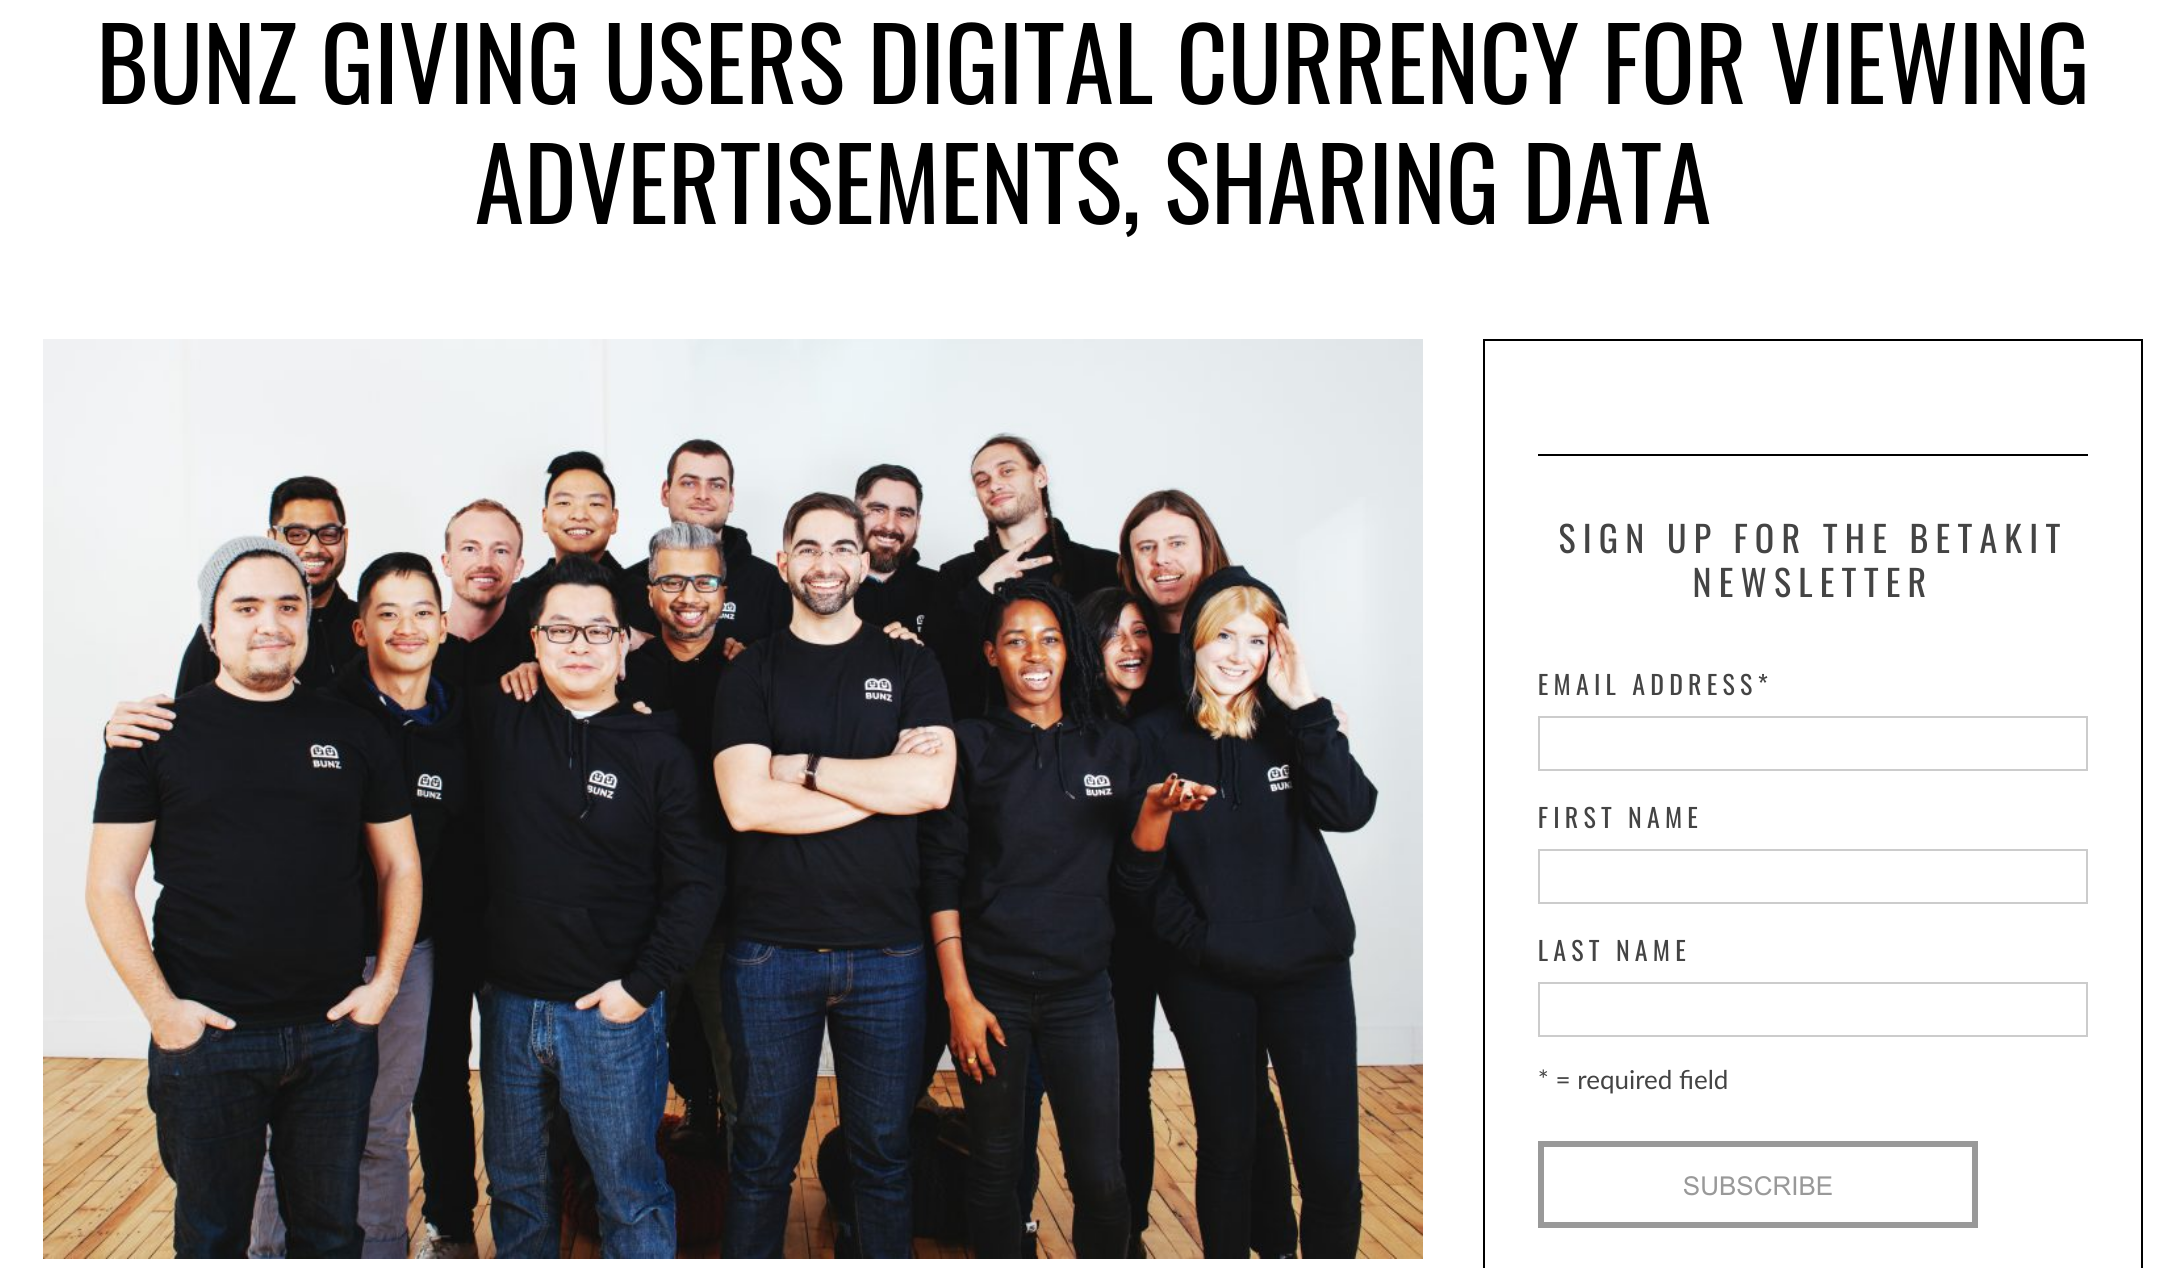 BUNZ GIVING USERS DIGITAL CURRENCY FOR VIEWING
ADVERTISEMENTS, SHARING DATA
BUNZ
BUNZ
BUNZ
BUNZ
BUNZ
SIGN UP FOR THE BETAKIT
NEWSLETTER
EMAIL ADDRESS*
FIRST NAME
LAST NAME
* = required field
SUBSCRIBE